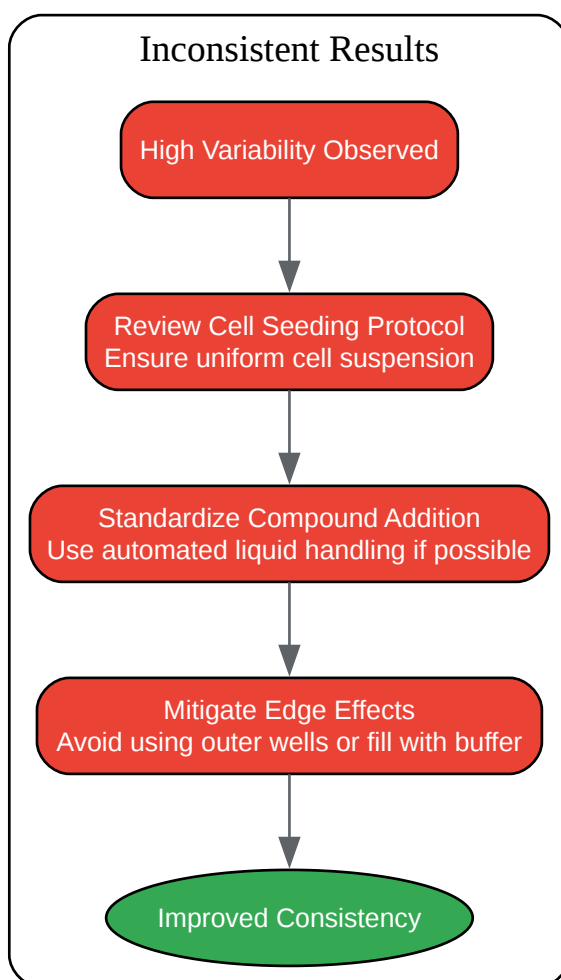 Inconsistent Results
High Variability Observed
Review Cell Seeding Protocol
Ensure uniform cell suspension
Standardize Compound Addition
Use automated liquid handling if possible
Mitigate Edge Effects
Avoid using outer wells or fill with buffer
Improved Consistency